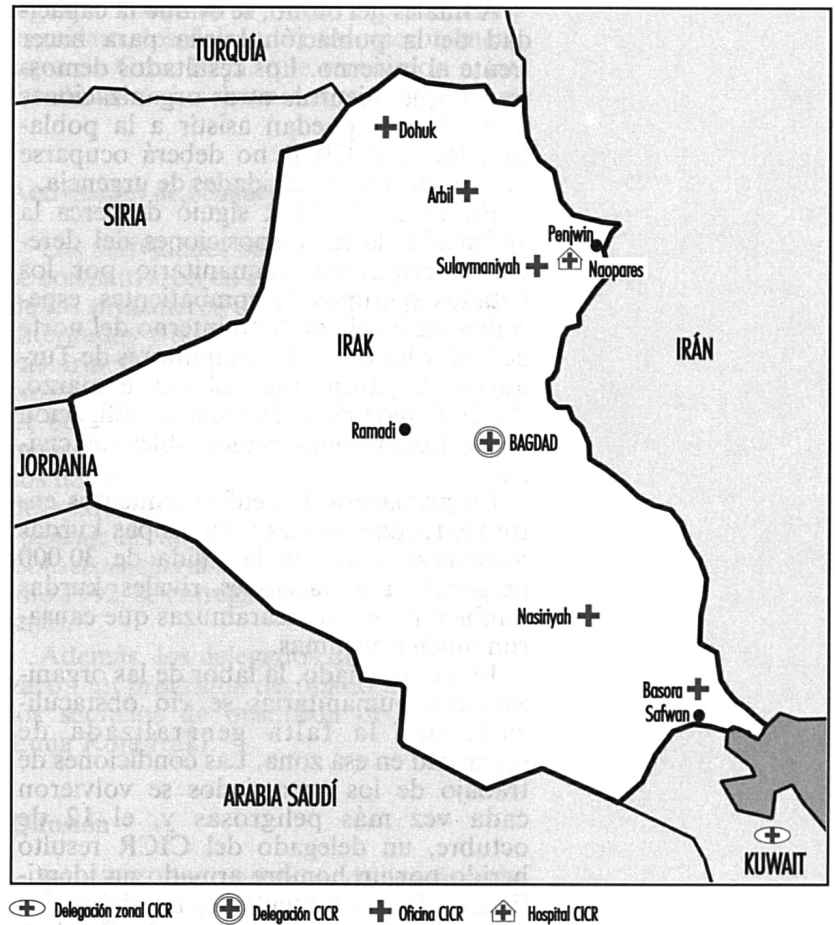 TURQUÍA
Dohuk
SIRIA
Arbil
Penjwin
Sulaymaniyah
Naopares
IRAK
IRÁN
Ramadi
BAGDAD
JORDANIA
Nasiriyah
Basora
Safwan
ARABIA SAUDÍ
KUWAIT
Delegación zonal CICR Delegación CICR Oficina CICR Hospital CICR